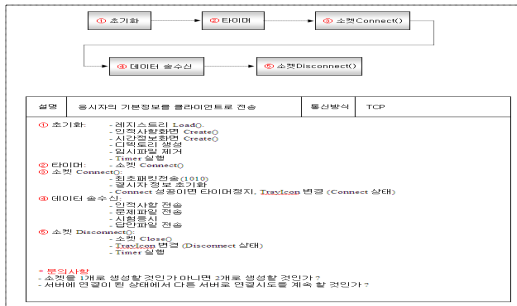 ① 초기화
② 타이머
③ 소켓 Connect()
④ 데이터 송수신
⑤ 소켓Disconnect()
설명 응시자의 기본정보를 클라이언트로 전송 통신방식 TCP
① 초기화: - 레지스트리 Load().
- 인적사항화면 Create()
- 시간정보화면 Create()
- 디렉토리 생성
- 임시파일 제거
- Timer 실행
② 타이머: - 소켓 Connect()
③ 소켓 Connect():
- 최초패킷전송(1010)
- 결시자 정보 초기화
- Connect 성공이면 타이머정지, TrayIcon 변경 (Connect 상태)
④ 데이터 송수신:
- 인적사항 전송
- 문제파일 전송
- 시험응시
- 답안파일 전송
⑤ 소켓 Disconnect():
- 소켓 Close()
- TrayIcon 변경 (Disconnect 상태)
- Timer 실행
* 문의사항
- 소켓을 1개로 생성할 것인가 아니면 2개로 생성할 것인가?
- 서버에 연결이 된 상태에서 다른 서버로 연결시도를 계속 할 것인가?